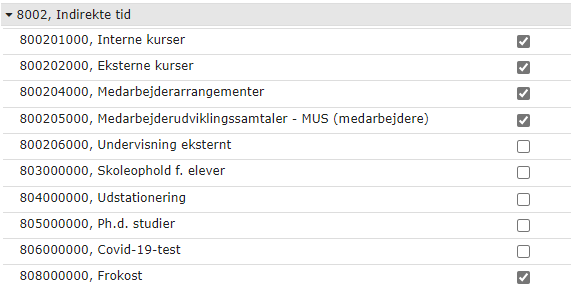 8002, Indirekte tid
800201000, Interne kurser
800202000, Eksterne kurser
800204000, Medarbejderarrangementer
800205000, Medarbejderudviklingssamtaler - MUS (medarbejdere)
800206000, Undervisning eksternt
803000000, Skoleophold f. elever
804000000, Udstationering
805000000, Ph.d. studier
806000000, Covid-19-test
808000000, Frokost